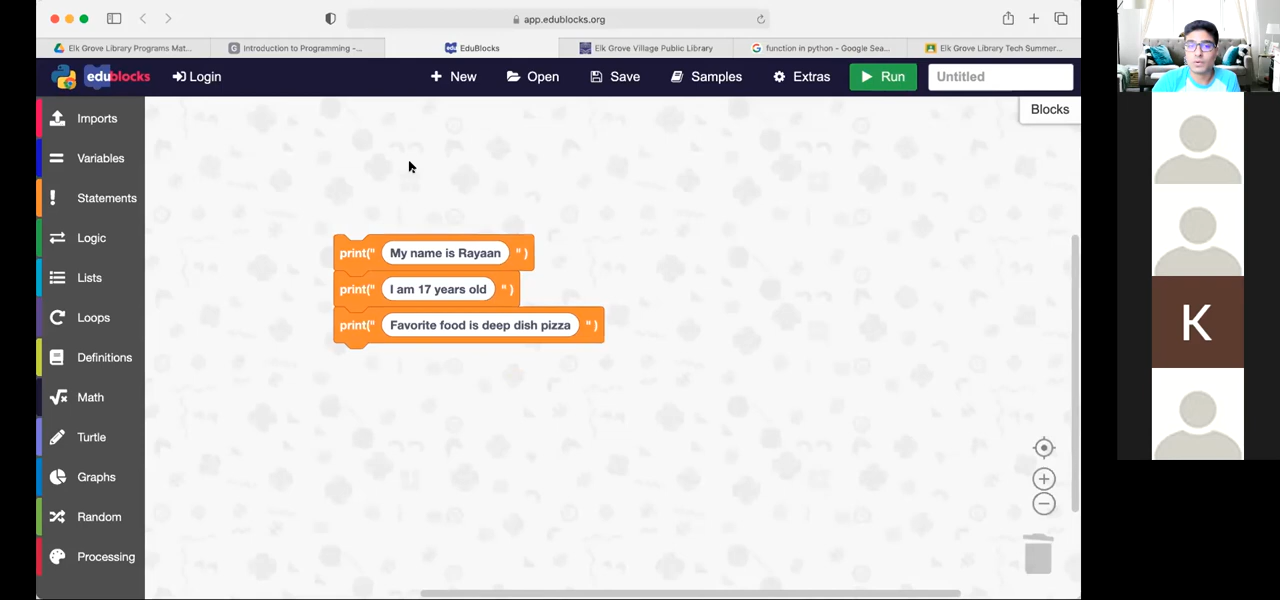 app.edublocks.org
Elk Grove Library Programs Mat...
Introduction to Programming -...
EduBlocks
Elk Grove Village Public Library
function in python - Google Sea...
Elk Grove Library Tech Summer...
edublocks
Login
New
Open
Save
Samples
Extras
Run
Untitled
Blocks
Imports
Variables
Statements
Logic
Lists
Loops
Definitions
Math
Turtle
Graphs
Random
Processing
print(" My name is Rayaan ")
print(" I am 17 years old ")
print(" Favorite food is deep dish pizza ")
K